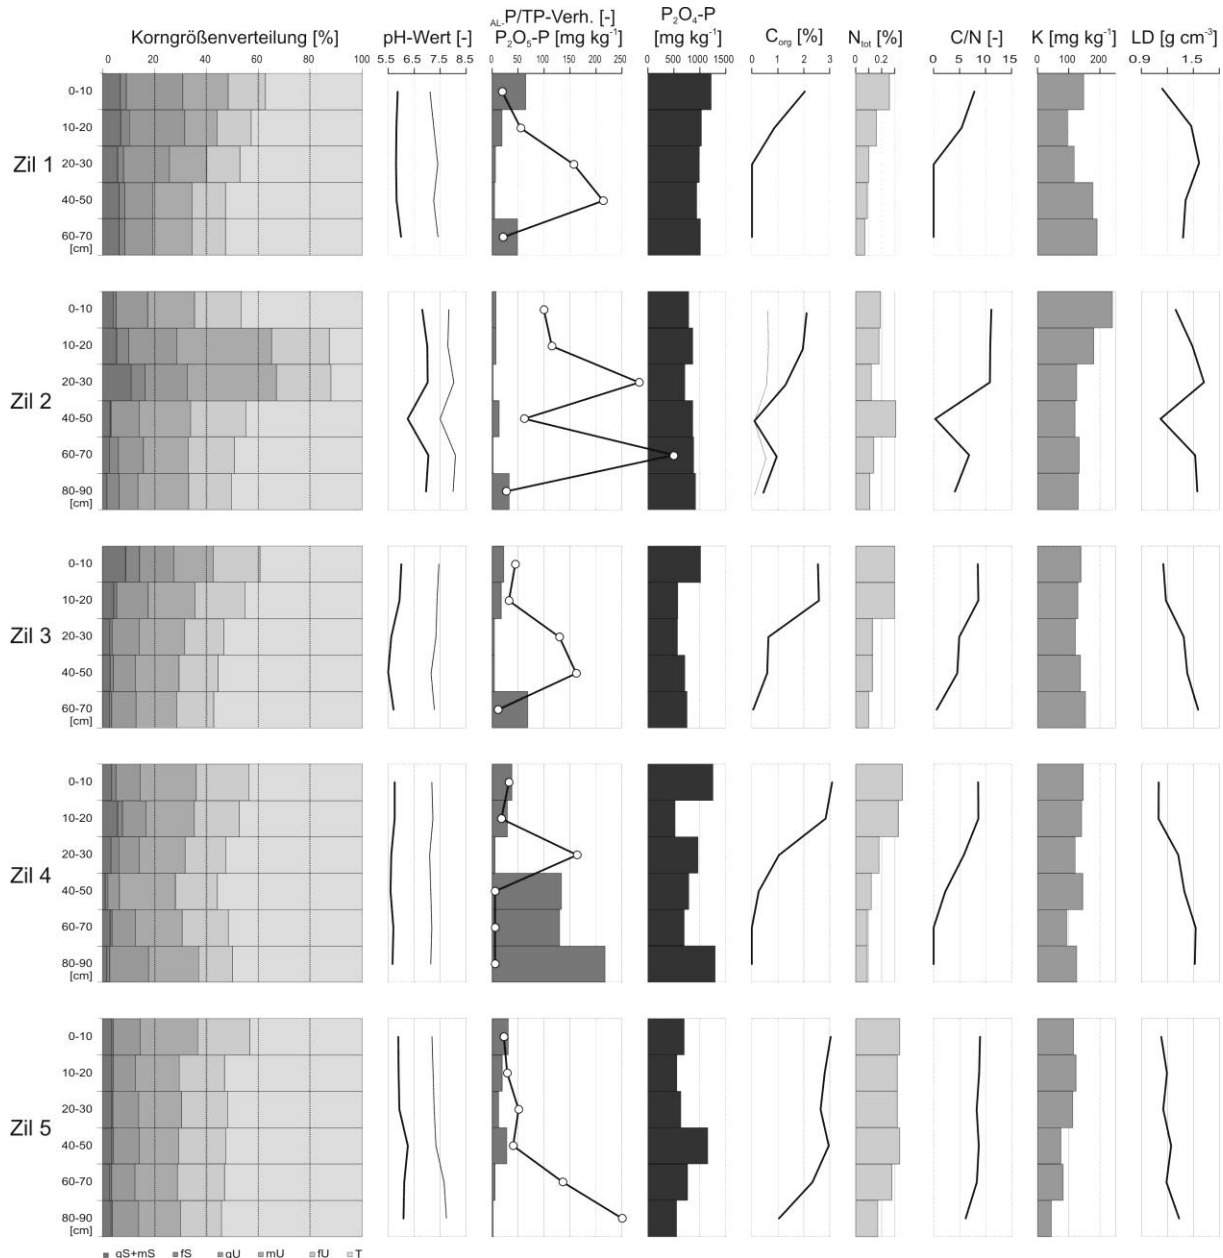 AL-P/TP-Verh. [-] P₂O₄-P
Korngrößenverteilung [%] pH-Wert [-] P₂O₅-P [mg kg⁻¹] [mg kg⁻¹] Corg [%] Ntot [%] C/N [-] K [mg kg⁻¹] LD [g cm⁻³]
0 20 40 60 80 100 5.5 6.5 7.5 8.5 0 50 100 150 200 250 0 500 1000 1500 0 1 2 3 0 0.2 0 5 10 15 0 100 200 0.9 1.5
0-10
10-20
Zil 1 20-30
40-50
60-70
[cm]
0-10
10-20
Zil 2 20-30
40-50
60-70
80-90
[cm]
0-10
10-20
Zil 3 20-30
40-50
60-70
[cm]
0-10
10-20
Zil 4 20-30
40-50
60-70
80-90
[cm]
0-10
10-20
Zil 5 20-30
40-50
60-70
80-90
[cm]
gS+mS fS gU mU fU T